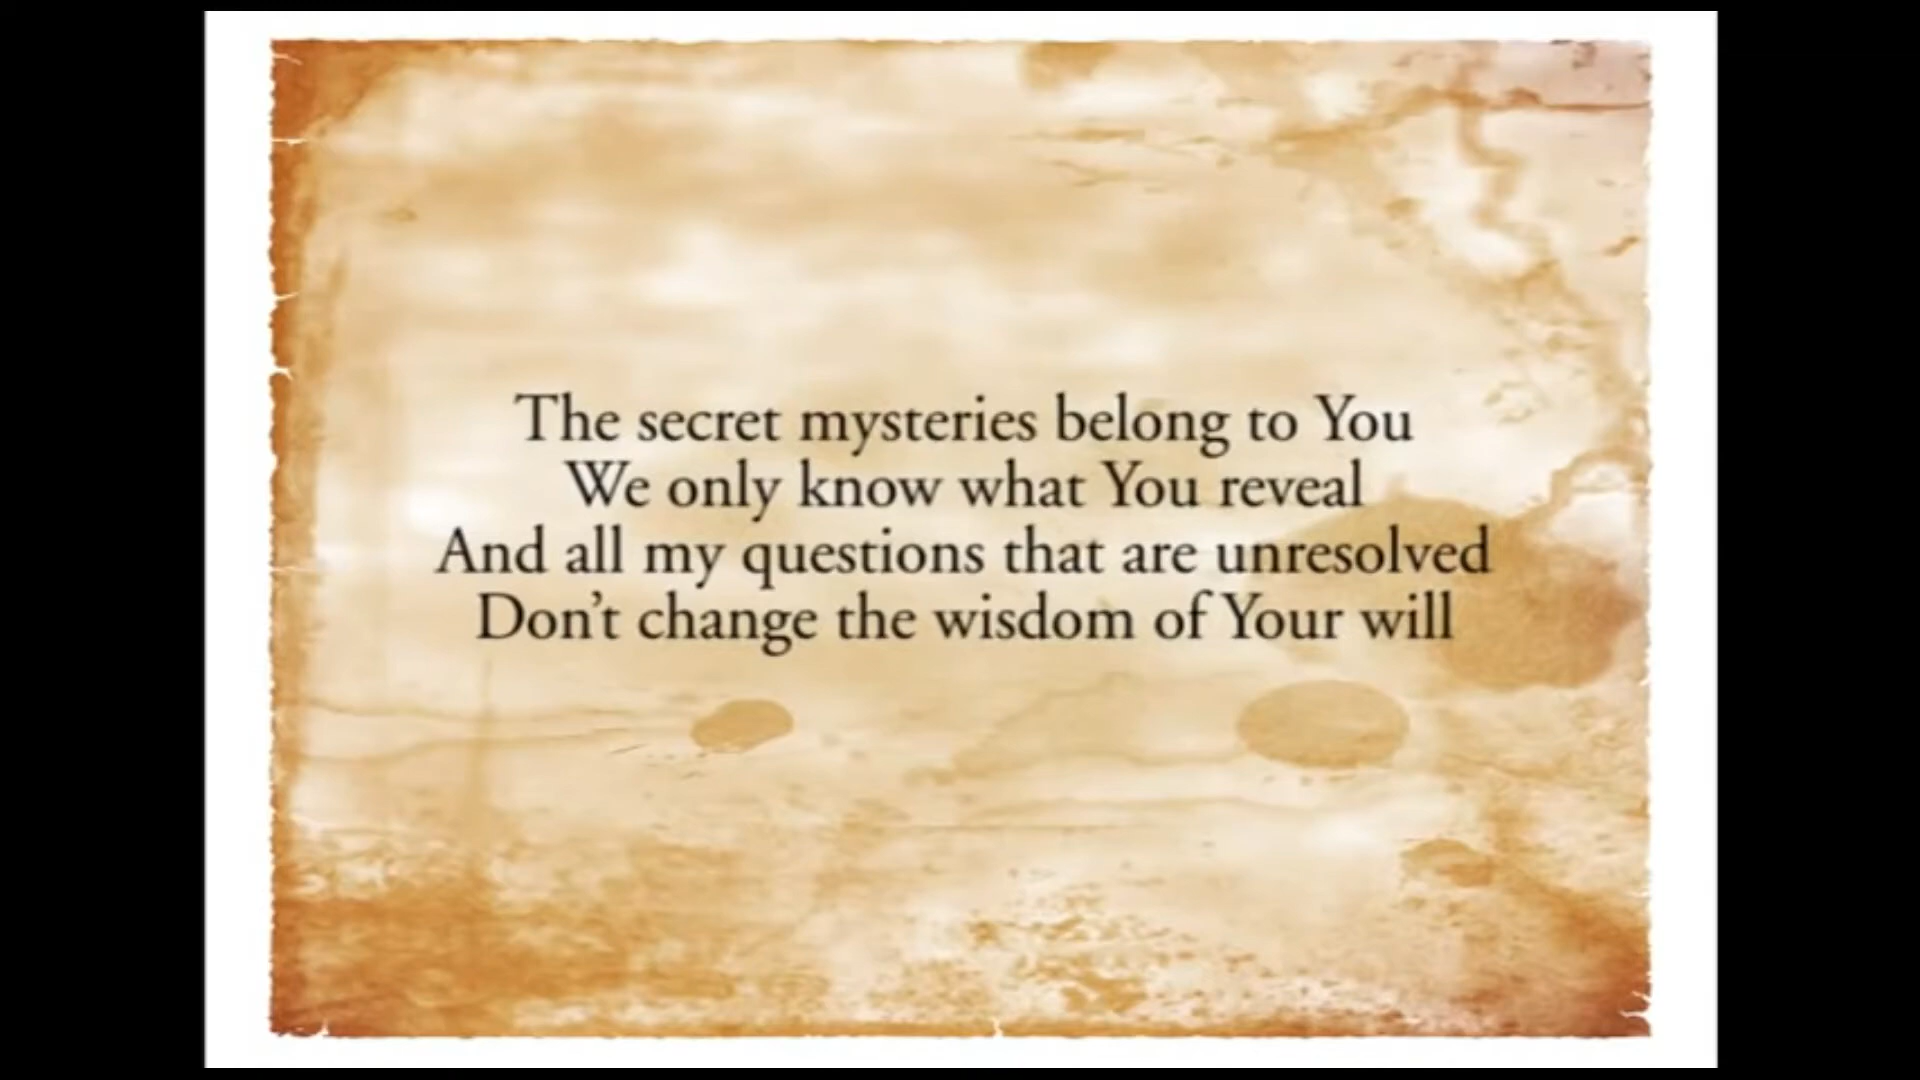 The secret mysteries belong to You
We only know what You reveal
And all my questions that are unresolved
Don’t change the wisdom of Your will